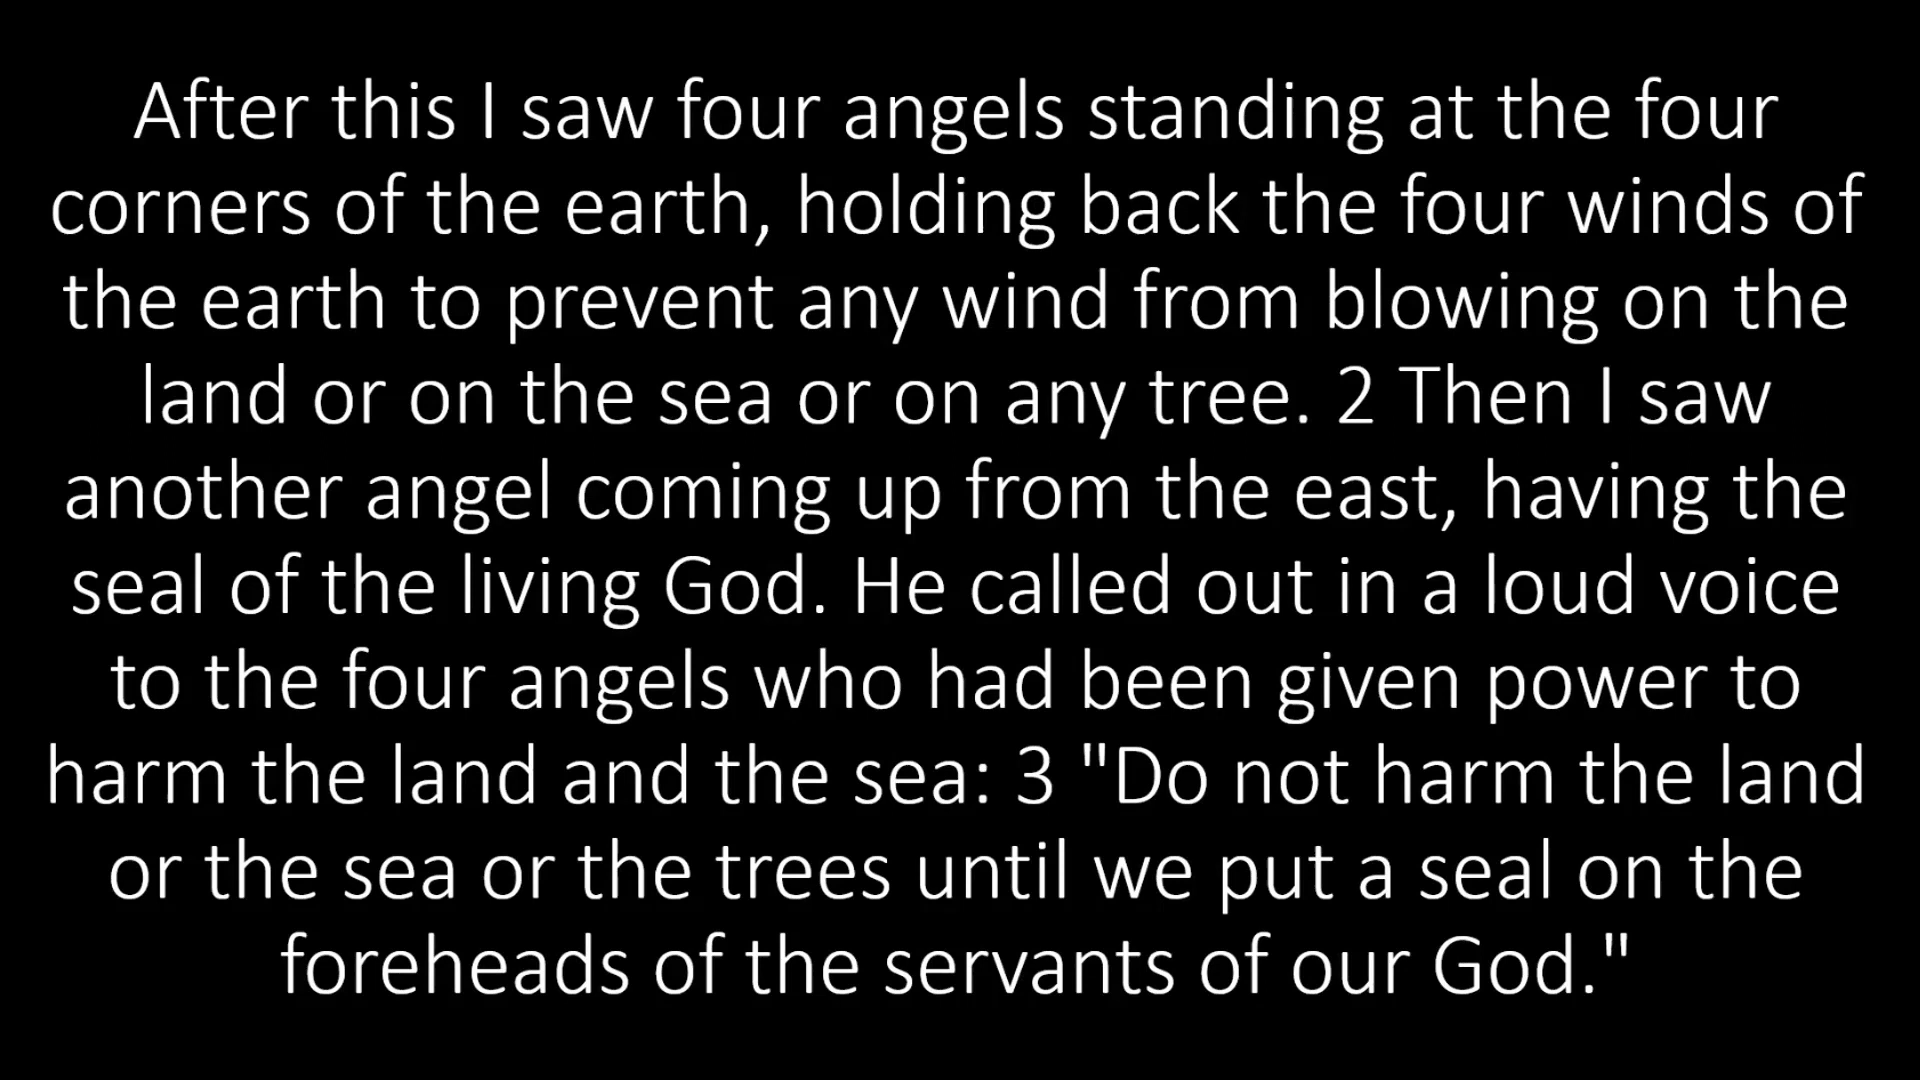 After this I saw four angels standing at the four
corners of the earth, holding back the four winds of
the earth to prevent any wind from blowing on the
land or on the sea or on any tree. 2 Then I saw
another angel coming up from the east, having the
seal of the living God. He called out in a loud voice
to the four angels who had been given power to
harm the land and the sea: 3 "Do not harm the land
or the sea or the trees until we put a seal on the
foreheads of the servants of our God."